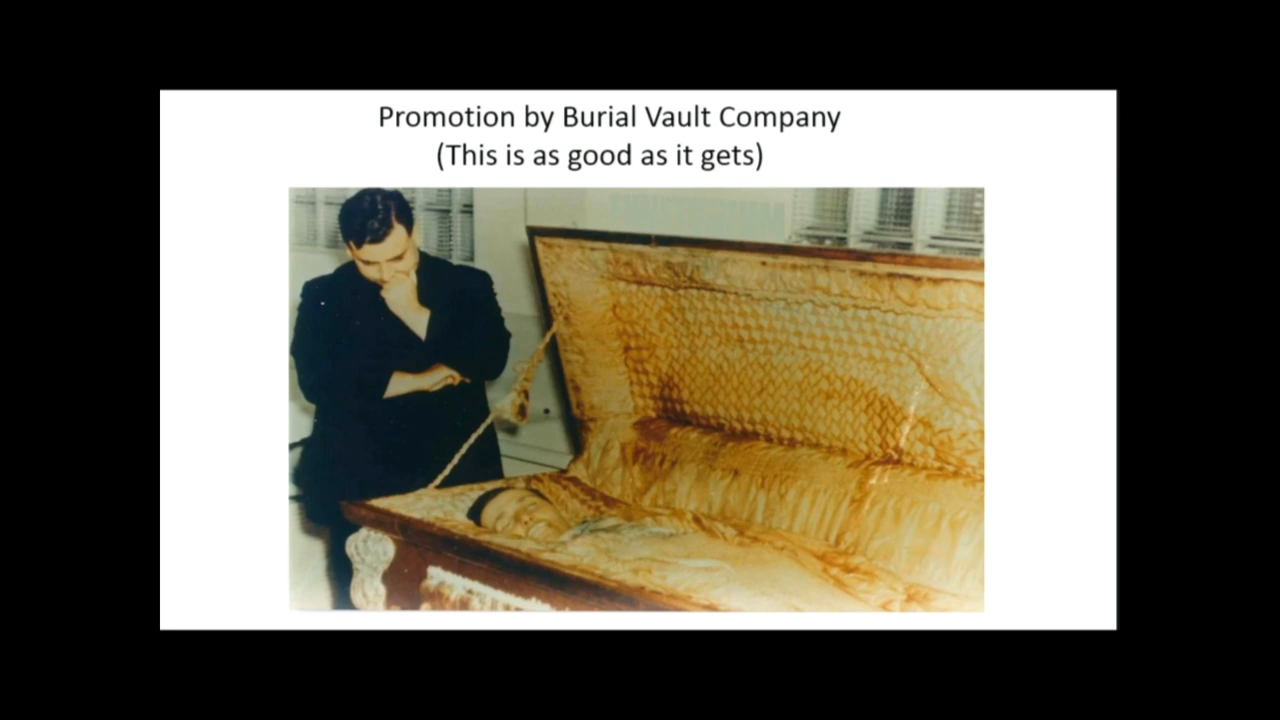 Promotion by Burial Vault Company
(This is as good as it gets)